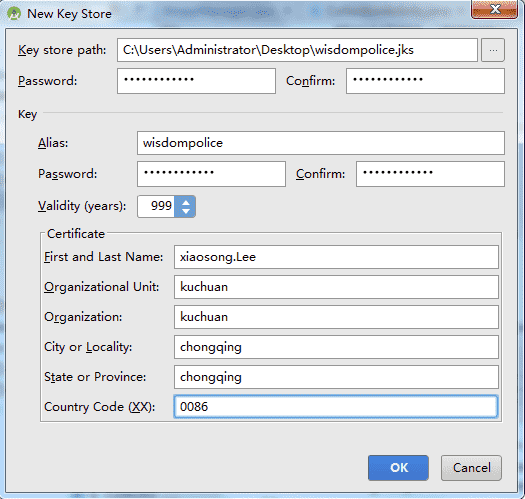 New Key Store
Key store path: C:\Users\Administrator\Desktop\wisdompolice.jks ...
Password: •••••••••••• Confirm: ••••••••••••
Key
Alias: wisdompolice
Password: •••••••••••• Confirm: ••••••••••••
Validity (years): 999
Certificate
First and Last Name: xiaosong.Lee
Organizational Unit: kuchuan
Organization: kuchuan
City or Locality: chongqing
State or Province: chongqing
Country Code (XX): 0086
OK Cancel